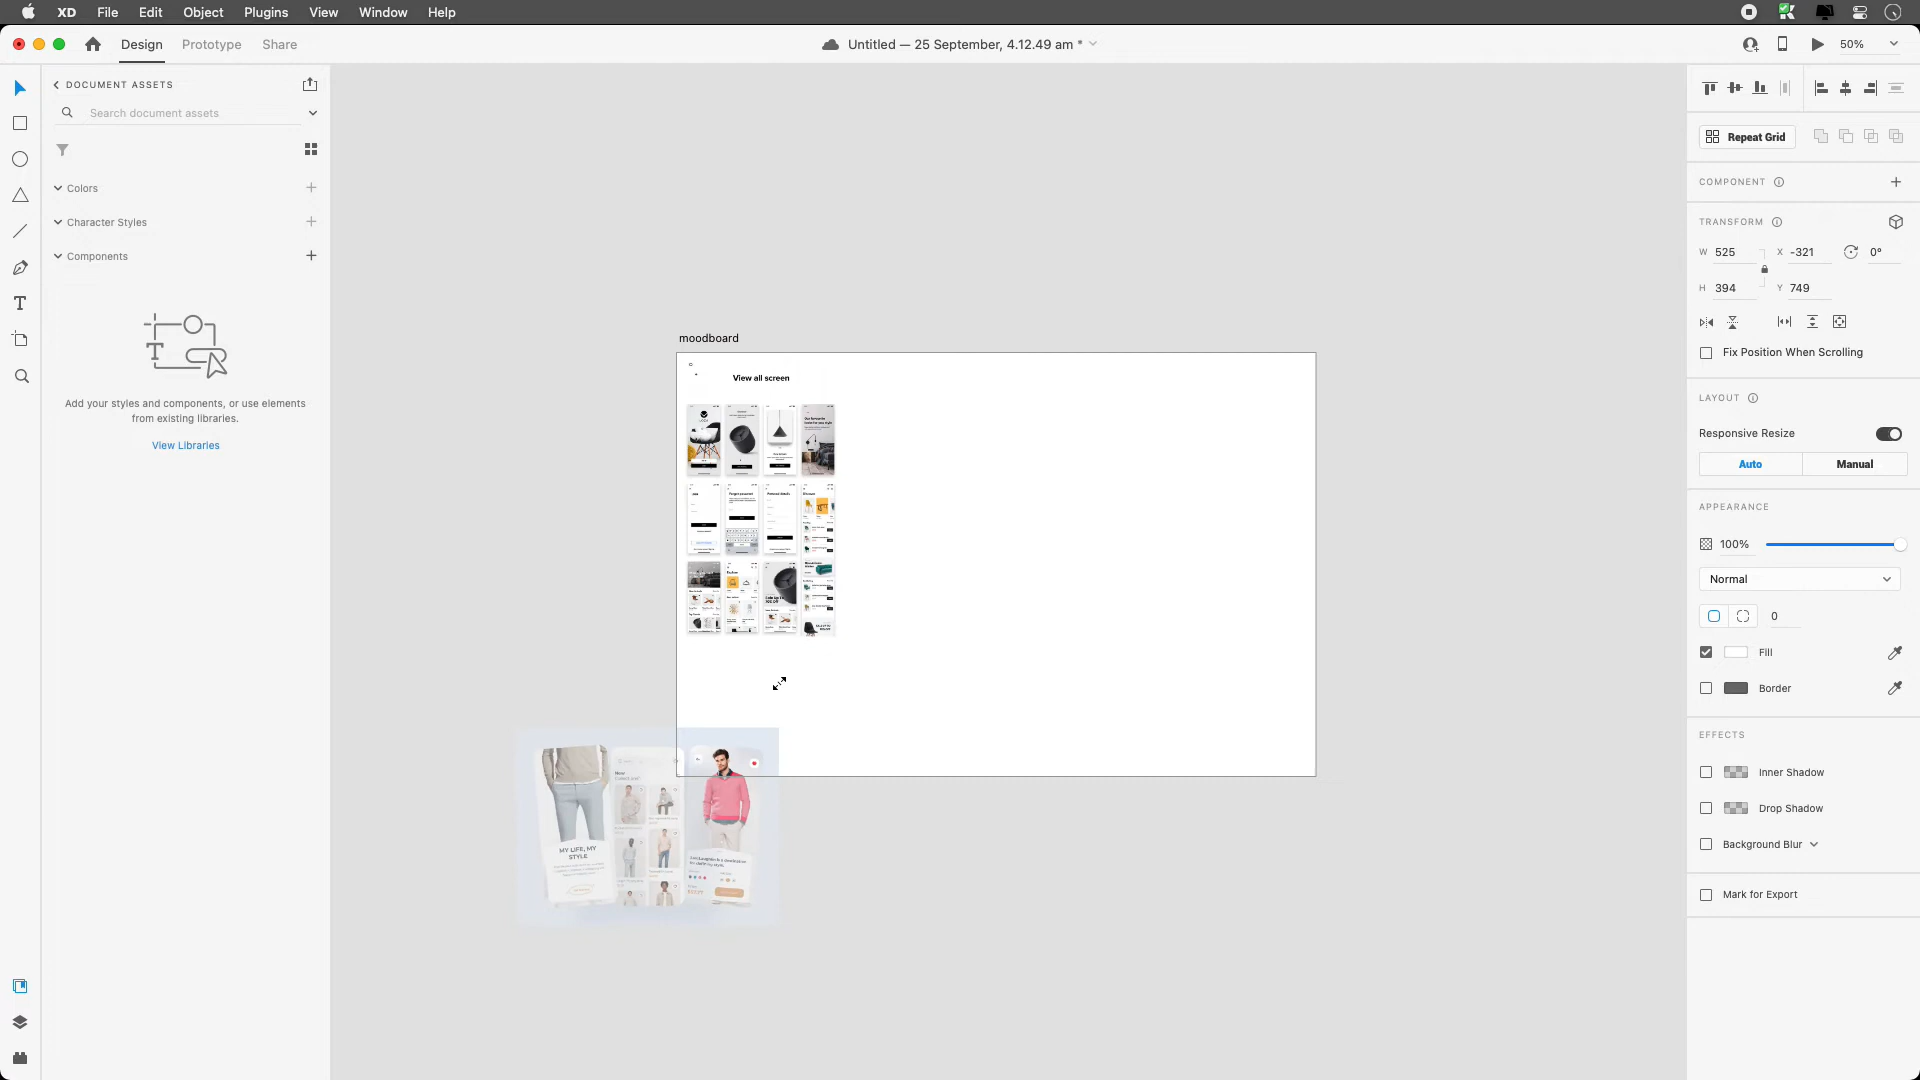 XD File Edit Object Plugins View Window Help
Design Prototype Share
Untitled — 25 September, 4.12.49 am *
50%
DOCUMENT ASSETS
Search document assets
Colors
Character Styles
Components
Add your styles and components, or use elements
from existing libraries.
View Libraries
moodboard
View all screen
MY LIFE, MY
STYLE
Repeat Grid
COMPONENT
TRANSFORM
W 525 X -321 0°
H 394 Y 749
Fix Position When Scrolling
LAYOUT
Responsive Resize
Auto Manual
APPEARANCE
100%
Normal
0
Fill
Border
EFFECTS
Inner Shadow
Drop Shadow
Background Blur
Mark for Export